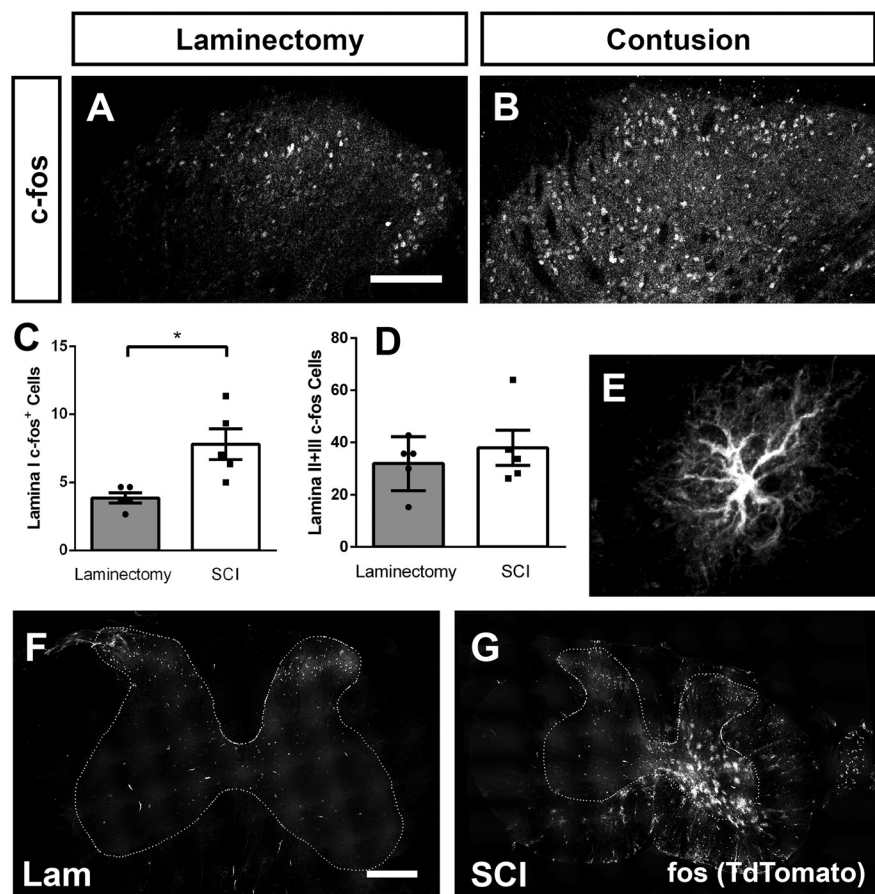 Laminectomy
Contusion
c-fos
A
B
C
Lamina I c-fos+ Cells
15
10
5
0
*
Laminectomy
SCI
D
Lamina II+III c-fos Cells
80
60
40
20
0
Laminectomy
SCI
E
F
Lam
G
SCI
fos (TdTomato)